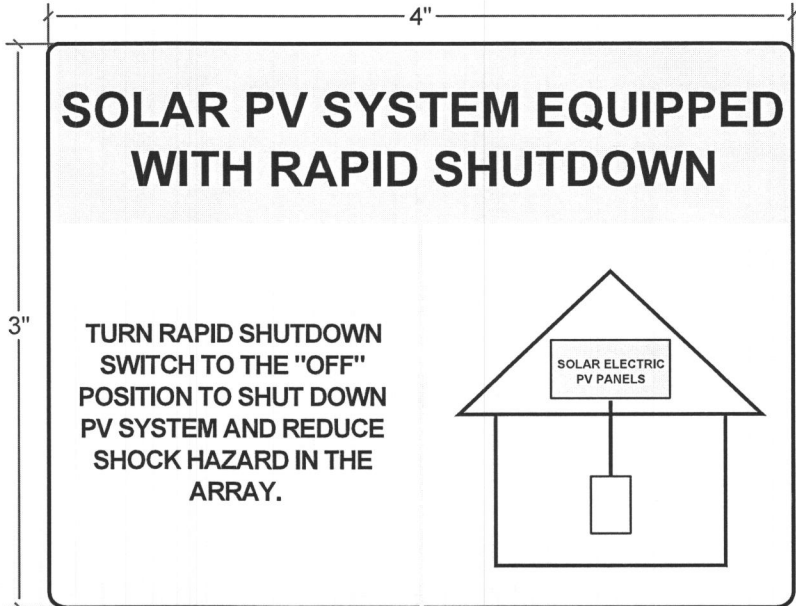 4"
SOLAR PV SYSTEM EQUIPPED
WITH RAPID SHUTDOWN
3"
TURN RAPID SHUTDOWN
SWITCH TO THE "OFF"
POSITION TO SHUT DOWN
PV SYSTEM AND REDUCE
SHOCK HAZARD IN THE
ARRAY.
SOLAR ELECTRIC
PV PANELS